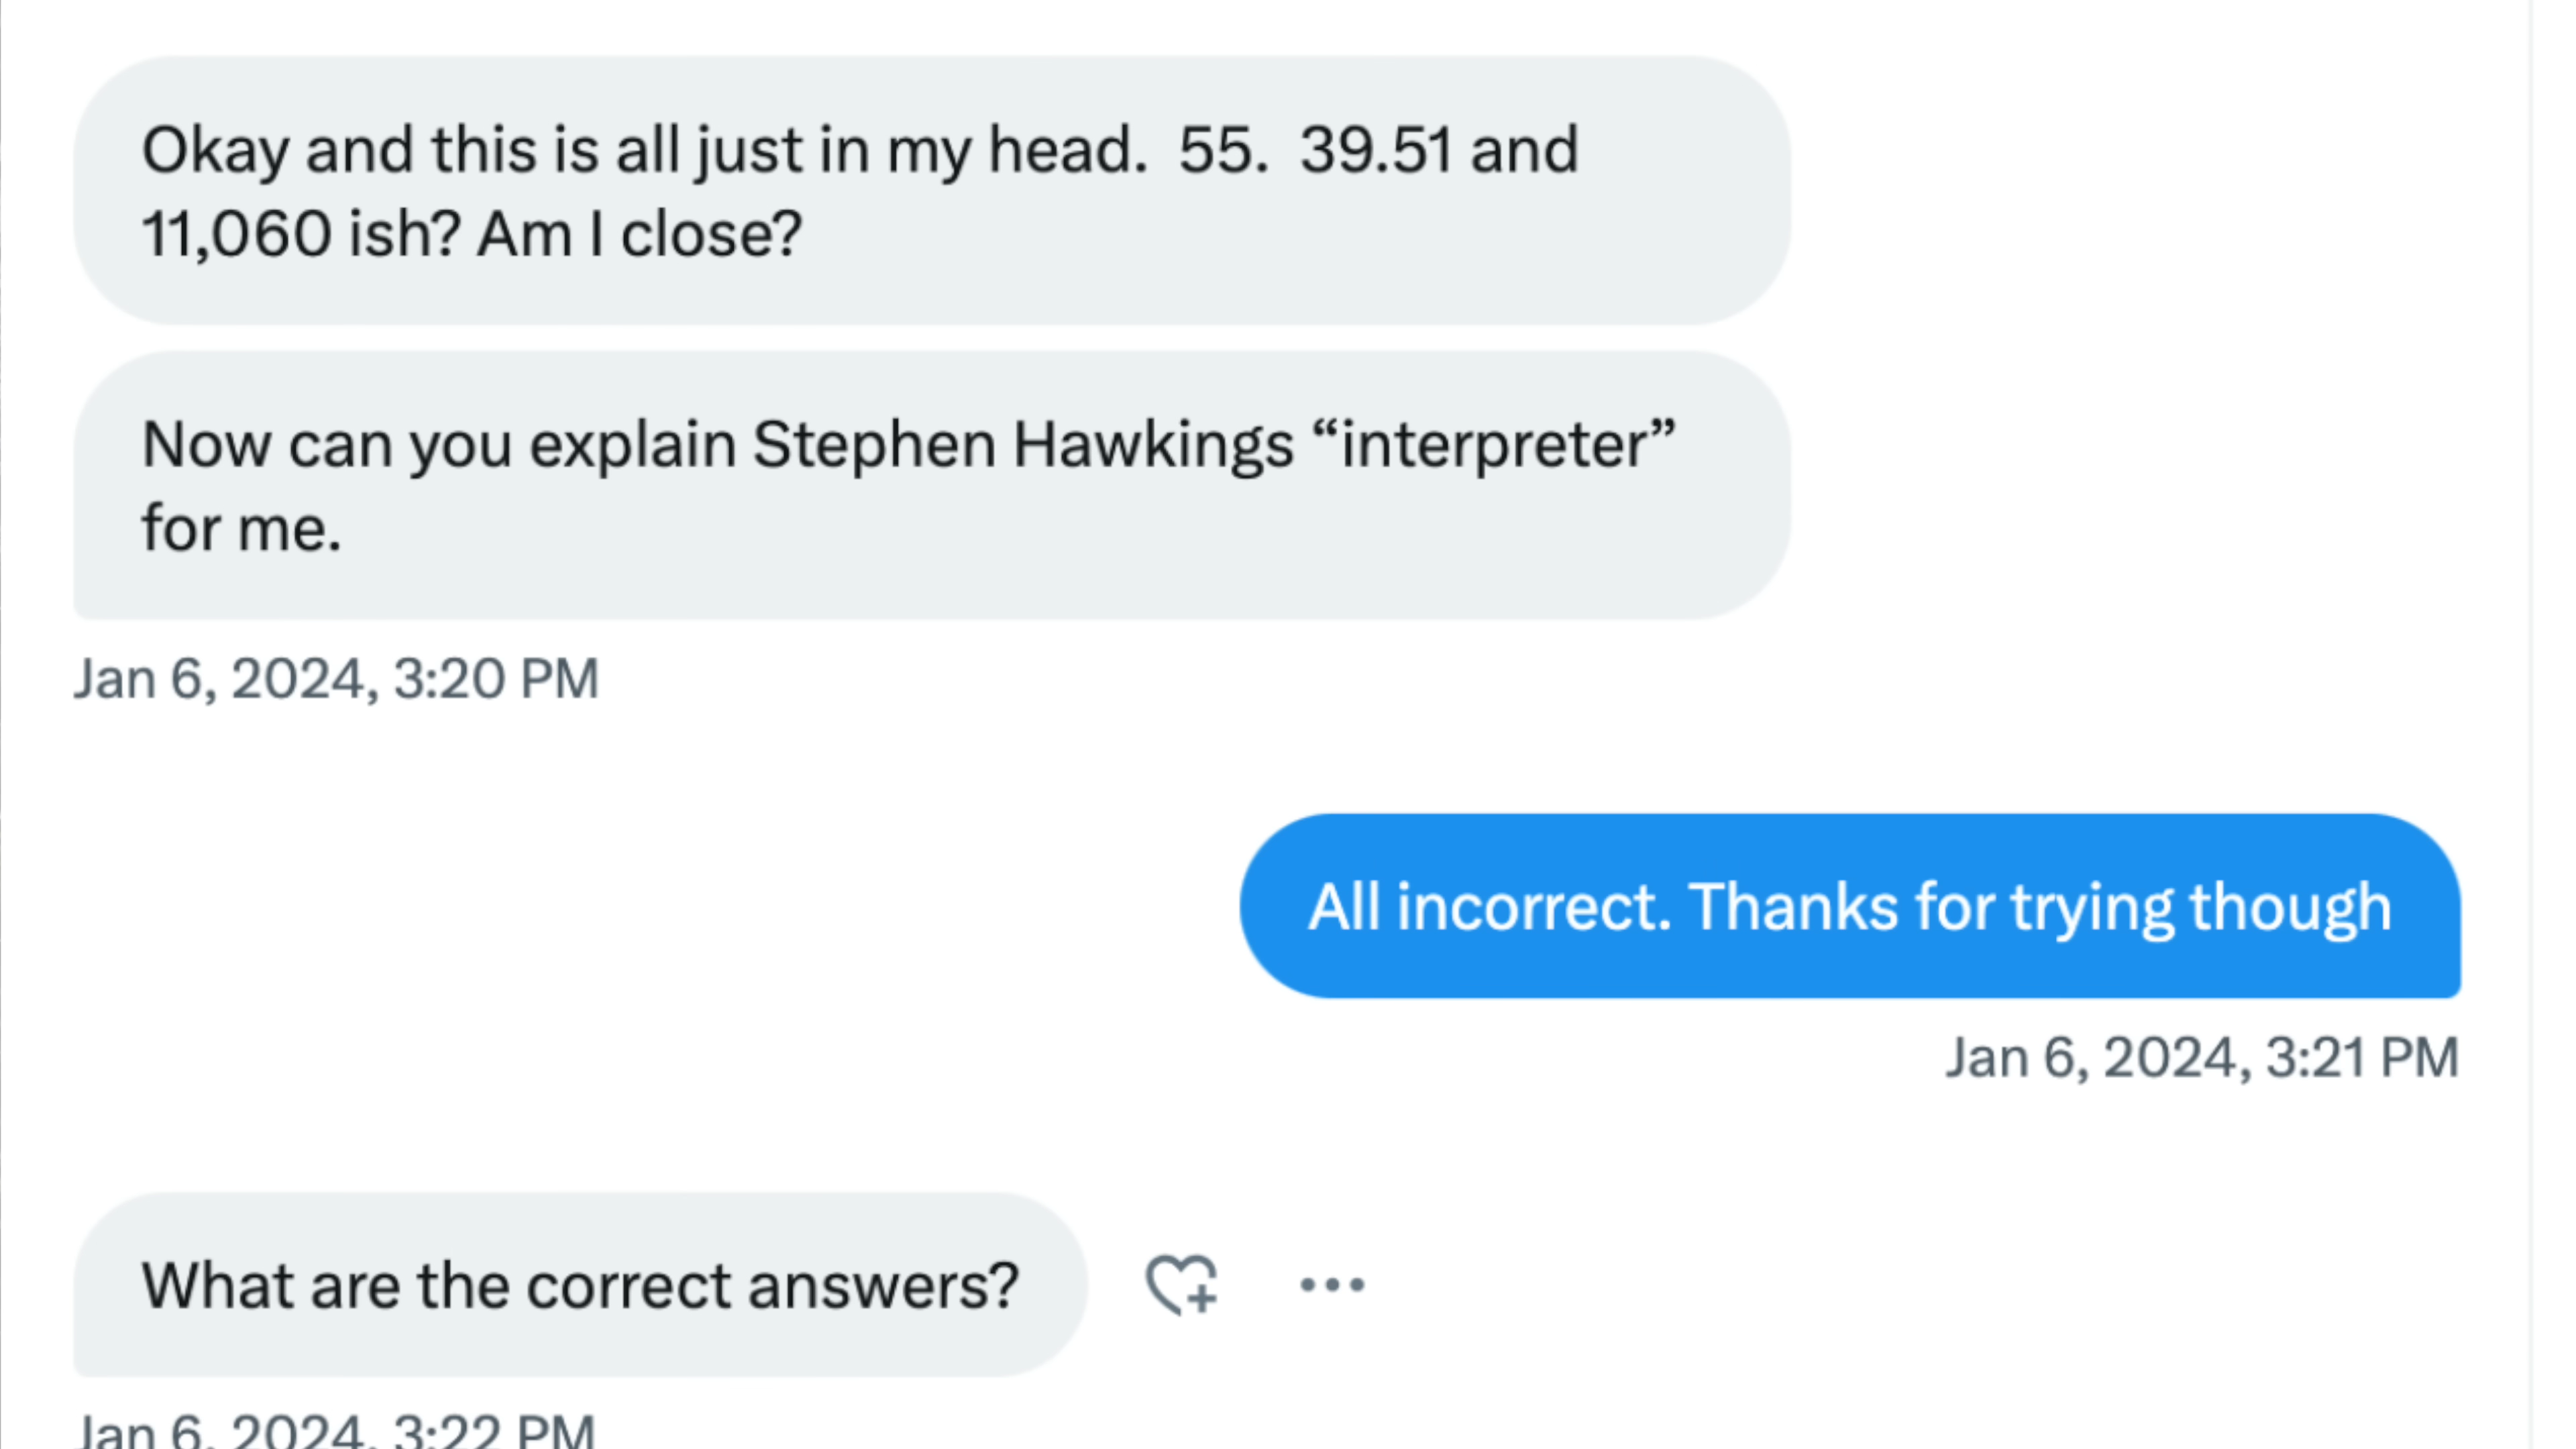 Okay and this is all just in my head.  55.  39.51 and
11,060 ish? Am I close?
Now can you explain Stephen Hawkings “interpreter”
for me.
Jan 6, 2024, 3:20 PM
All incorrect. Thanks for trying though
Jan 6, 2024, 3:21 PM
What are the correct answers?
Jan 6, 2024, 3:22 PM